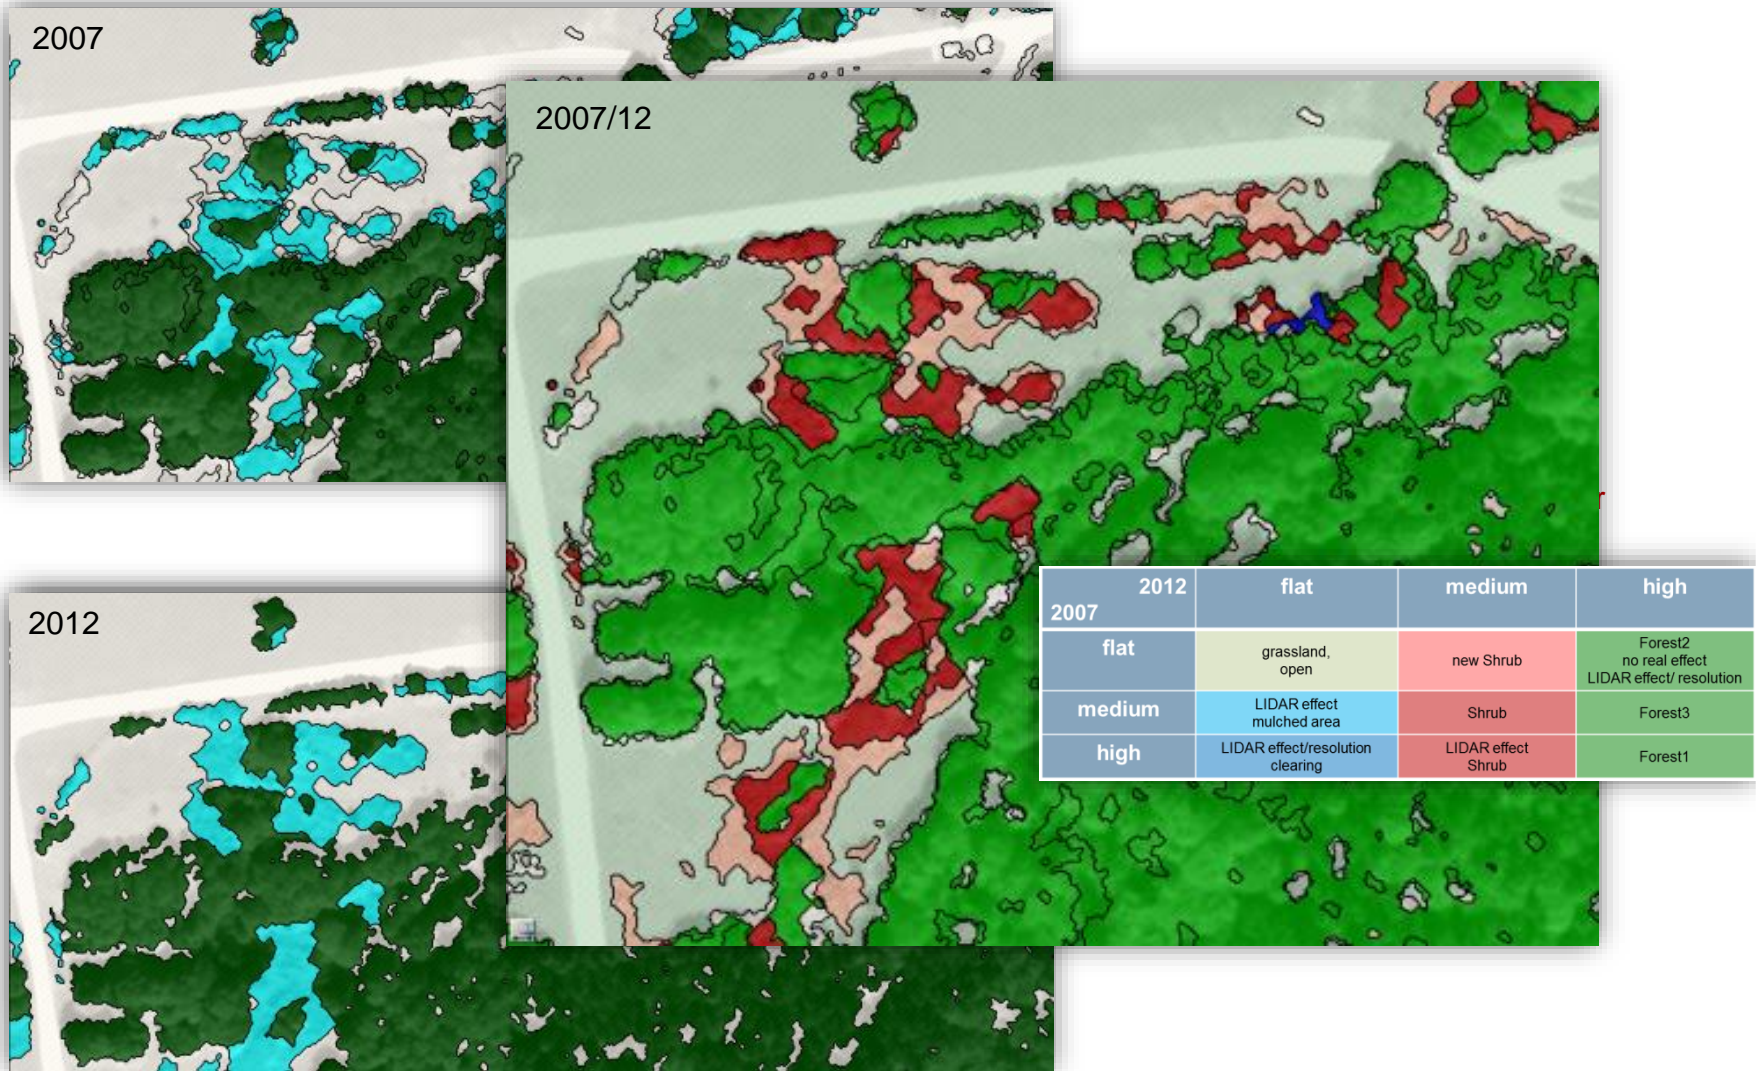 2007
2007/12
2012
2012
2007
flat
medium
high
flat
grassland,
open
new Shrub
Forest2
no real effect
LIDAR effect/ resolution
medium
LIDAR effect
mulched area
Shrub
Forest3
high
LIDAR effect/resolution
clearing
LIDAR effect
Shrub
Forest1